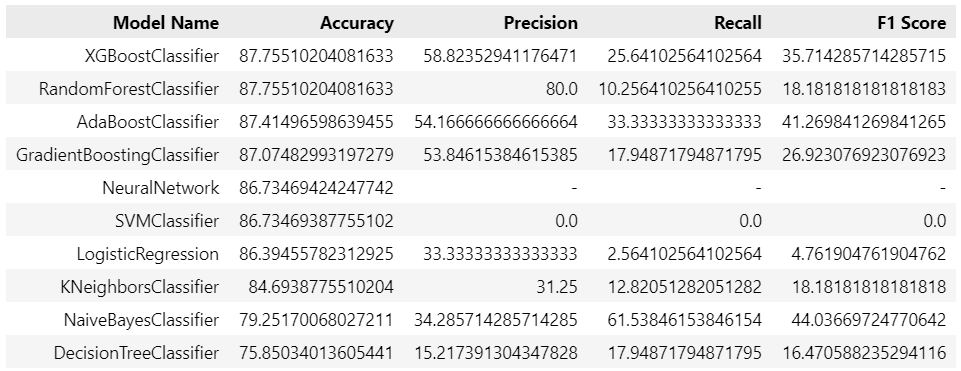 Model Name Accuracy Precision Recall F1 Score
XGBoostClassifier 87.75510204081633 58.82352941176471 25.64102564102564 35.714285714285715
RandomForestClassifier 87.75510204081633 80.0 10.256410256410255 18.181818181818183
AdaBoostClassifier 87.41496598639455 54.166666666666664 33.33333333333333 41.269841269841265
GradientBoostingClassifier 87.07482993197279 53.84615384615385 17.94871794871795 26.923076923076923
NeuralNetwork 86.73469424247742 - - -
SVMClassifier 86.73469387755102 0.0 0.0 0.0
LogisticRegression 86.39455782312925 33.33333333333333 2.564102564102564 4.761904761904762
KNeighborsClassifier 84.6938775510204 31.25 12.82051282051282 18.18181818181818
NaiveBayesClassifier 79.25170068027211 34.285714285714285 61.53846153846154 44.03669724770642
DecisionTreeClassifier 75.85034013605441 15.217391304347828 17.94871794871795 16.470588235294116